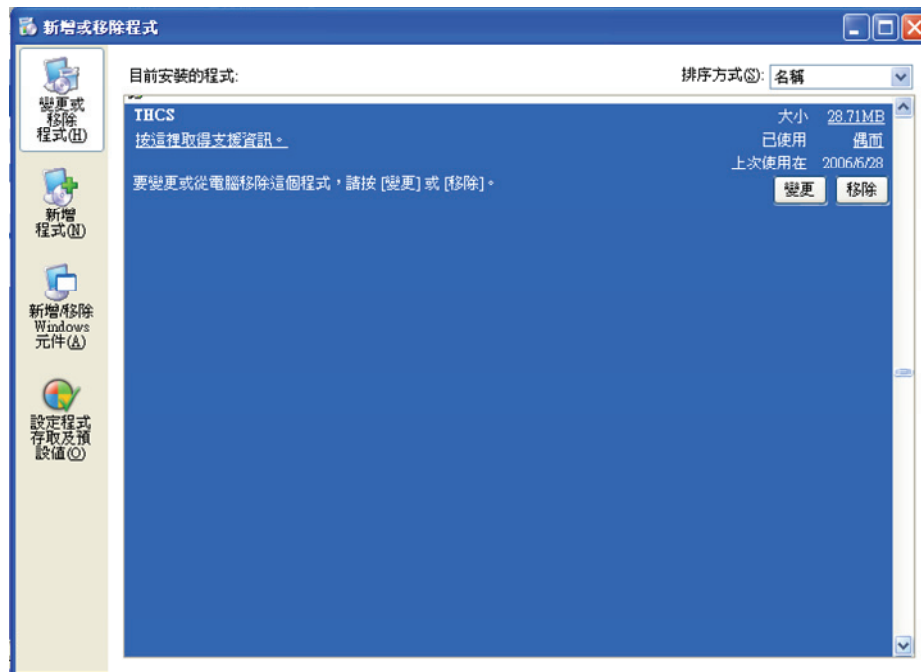 新增或移除程式
變更或
移除
程式(H)
新增
程式(N)
新增/移除
Windows
元件(A)
設定程式
存取及預
設值(O)
目前安裝的程式:
排序方式(S): 名稱
THCS
大小 28.71MB
按這裡取得支援資訊。
已使用 偶而
上次使用在 2006/6/28
要變更或從電腦移除這個程式，請按 [變更] 或 [移除]。
變更 移除